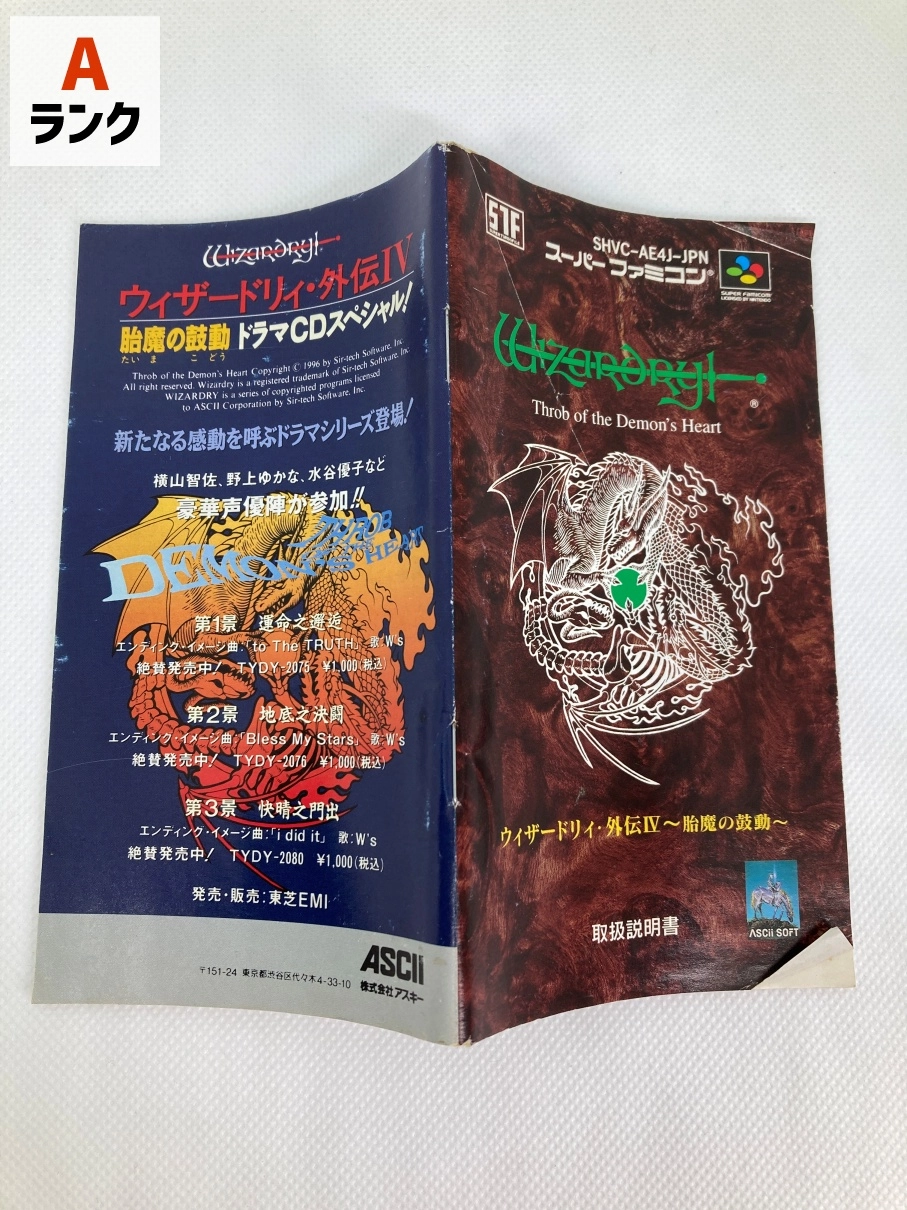 A
ランク
Wizardry
ウィザードリィ・外伝IV
胎魔の鼓動 ドラマCDスペシャル!
たいま こどう
Throb of the Demon's Heart Copyright © 1996 by Sir-tech Software, Inc.
All right reserved. Wizardry is a registered trademark of Sir-tech Software, Inc.
WIZARDRY is a series of copyrighted programs licensed
to ASCII Corporation by Sir-tech Software, Inc.
新たなる感動を呼ぶドラマシリーズ登場!
横山智佐、野上ゆかな、水谷優子など
豪華声優陣が参加!!
THROB
DEMON'S HEART
第1景 運命之邂逅
エンディング・イメージ曲:「to The TRUTH」 歌:W's
絶賛発売中! TYDY-2075 ¥1,000(税込)
第2景 地底之決闘
エンディング・イメージ曲:「Bless My Stars」 歌:W's
絶賛発売中! TYDY-2076 ¥1,000(税込)
第3景 快晴之門出
エンディング・イメージ曲:「i did it」 歌:W's
絶賛発売中! TYDY-2080 ¥1,000(税込)
発売・販売:東芝EMI
〒151-24 東京都渋谷区代々木4-33-10
ASCII
株式会社アスキー
STF
SHVC-AE4J-JPN
スーパーファミコン®
SUPER FAMICOM
LICENSED BY NINTENDO
Wizardry
®
Throb of the Demon's Heart
ウィザードリィ・外伝IV～胎魔の鼓動～
取扱説明書
ASCII SOFT